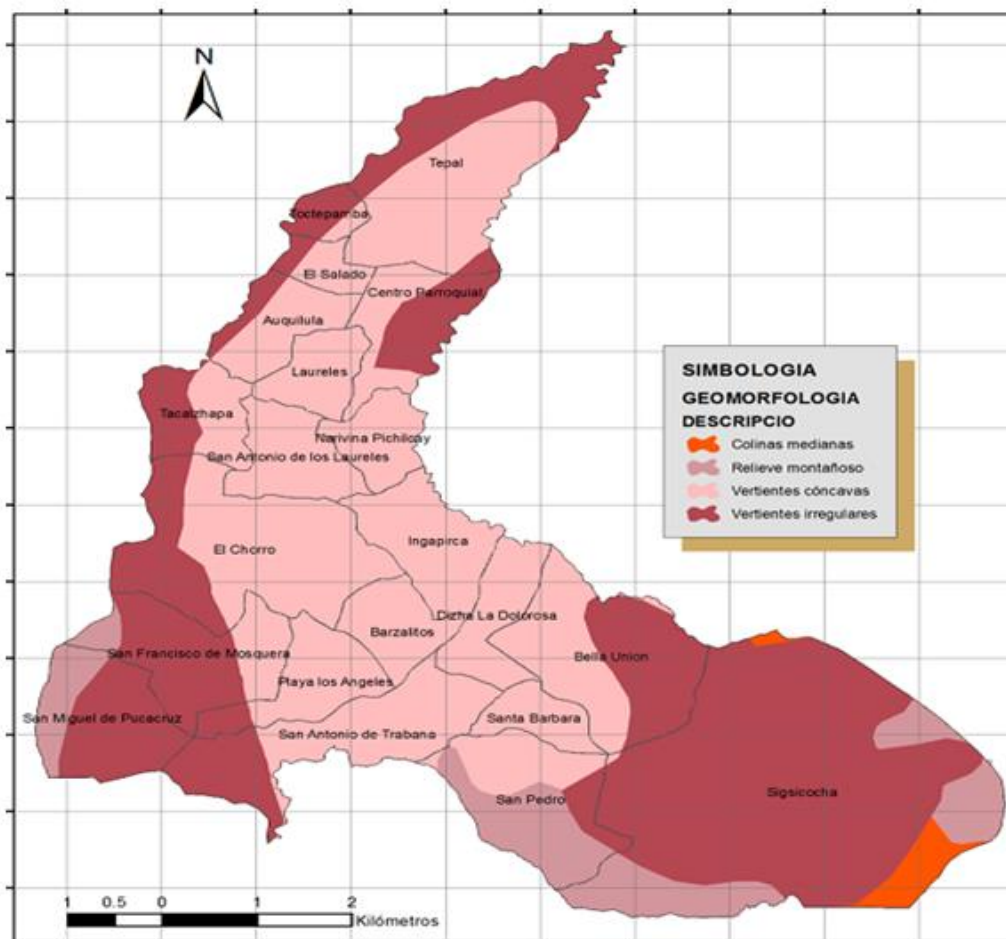 N
Tepal
Toctepamba
El Salado
Centro Parroquial
Auquilula
Laureles
Tacalzhapa
Narivina Pichilcay
San Antonio de los Laureles
El Chorro
Ingapirca
Dizha La Dolorosa
Barzalitos
San Francisco de Mosquera
Bella Union
Playa los Angeles
San Miguel de Pucacruz
Santa Barbara
San Antonio de Trabana
San Pedro
Sigsicocha
SIMBOLOGIA
GEOMORFOLOGIA
DESCRIPCIO
Colinas medianas
Relieve montañoso
Vertientes cóncavas
Vertientes irregulares
1 0.5 0 1 2
Kilómetros